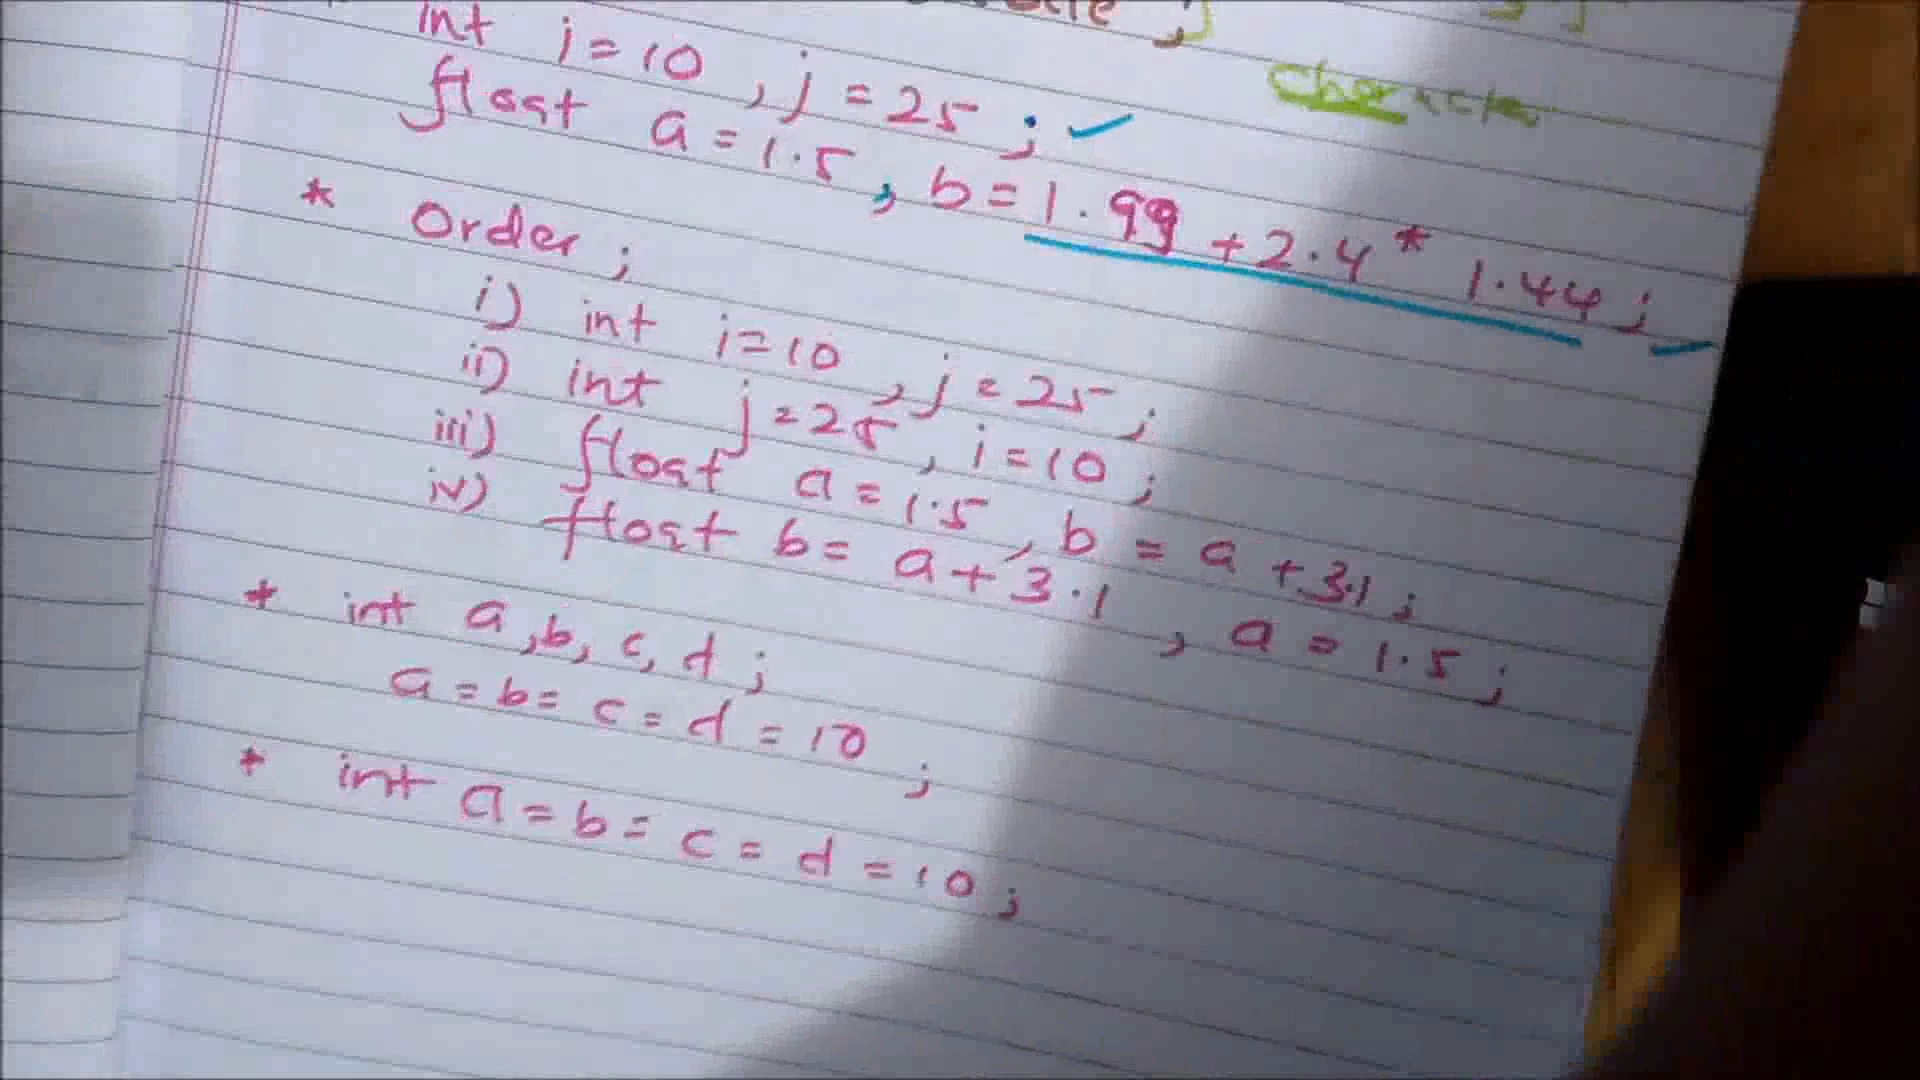 int i=10, j=25;
Character
float a=1.5, b=1.99+2.4*1.44;
* Order;
i) int i=10, j=25;
ii) int j=25, i=10;
iii) float a=1.5, b=a+3.1;
iv) float b=a+3.1, a=1.5;
* int a,b,c,d;
a=b=c=d=10;
* int a=b=c=d=10;